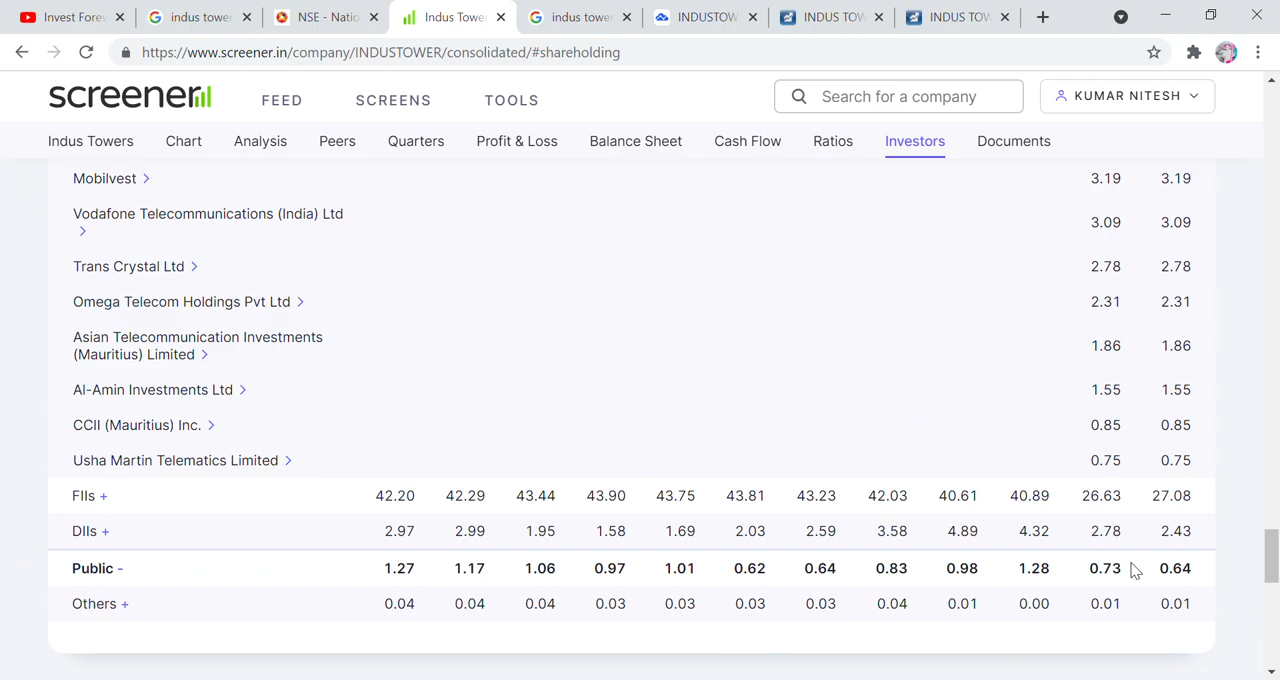 Invest Forev
indus tower
NSE - Natio
Indus Tower
indus tower
INDUSTOW
INDUS TOW
INDUS TOW
https://www.screener.in/company/INDUSTOWER/consolidated/#shareholding
screener
FEED
SCREENS
TOOLS
Search for a company
KUMAR NITESH
Indus Towers
Chart
Analysis
Peers
Quarters
Profit & Loss
Balance Sheet
Cash Flow
Ratios
Investors
Documents
Mobilvest 3.19 3.19
Vodafone Telecommunications (India) Ltd 3.09 3.09
Trans Crystal Ltd 2.78 2.78
Omega Telecom Holdings Pvt Ltd 2.31 2.31
Asian Telecommunication Investments
(Mauritius) Limited 1.86 1.86
Al-Amin Investments Ltd 1.55 1.55
CCII (Mauritius) Inc. 0.85 0.85
Usha Martin Telematics Limited 0.75 0.75
FIIs + 42.20 42.29 43.44 43.90 43.75 43.81 43.23 42.03 40.61 40.89 26.63 27.08
DIIs + 2.97 2.99 1.95 1.58 1.69 2.03 2.59 3.58 4.89 4.32 2.78 2.43
Public - 1.27 1.17 1.06 0.97 1.01 0.62 0.64 0.83 0.98 1.28 0.73 0.64
Others + 0.04 0.04 0.04 0.03 0.03 0.03 0.03 0.04 0.01 0.00 0.01 0.01